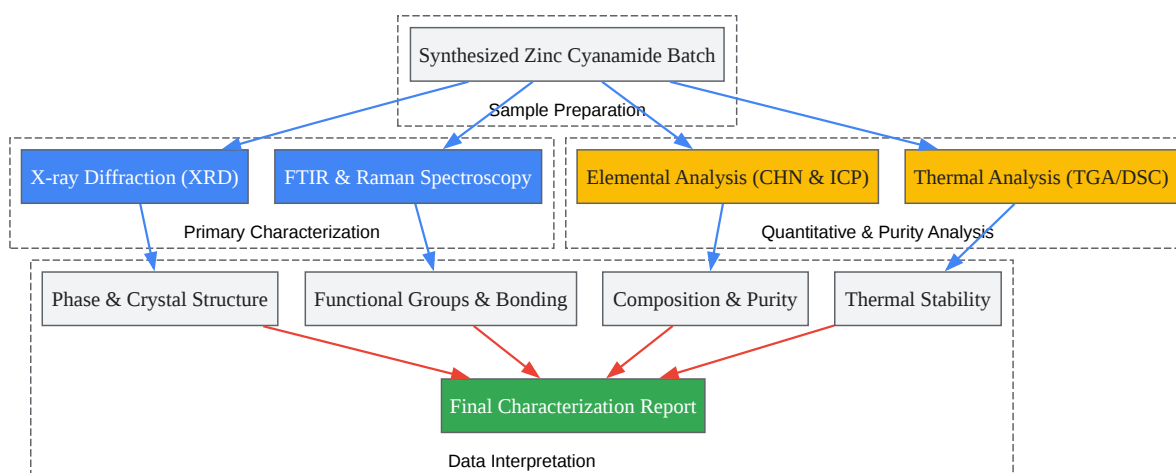 Synthesized Zinc Cyanamide Batch
Sample Preparation
X-ray Diffraction (XRD)
FTIR & Raman Spectroscopy
Elemental Analysis (CHN & ICP)
Thermal Analysis (TGA/DSC)
Primary Characterization
Quantitative & Purity Analysis
Phase & Crystal Structure
Functional Groups & Bonding
Composition & Purity
Thermal Stability
Final Characterization Report
Data Interpretation